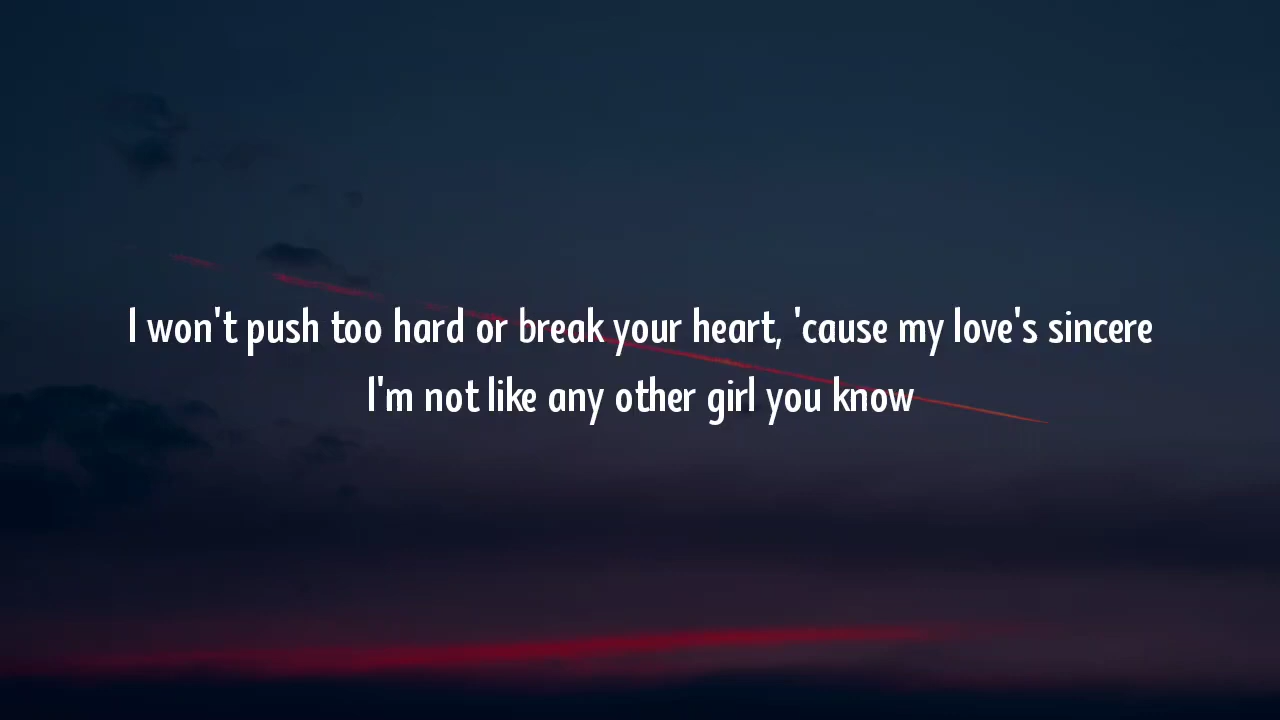 I won't push too hard or break your heart, 'cause my love's sincere
I'm not like any other girl you know